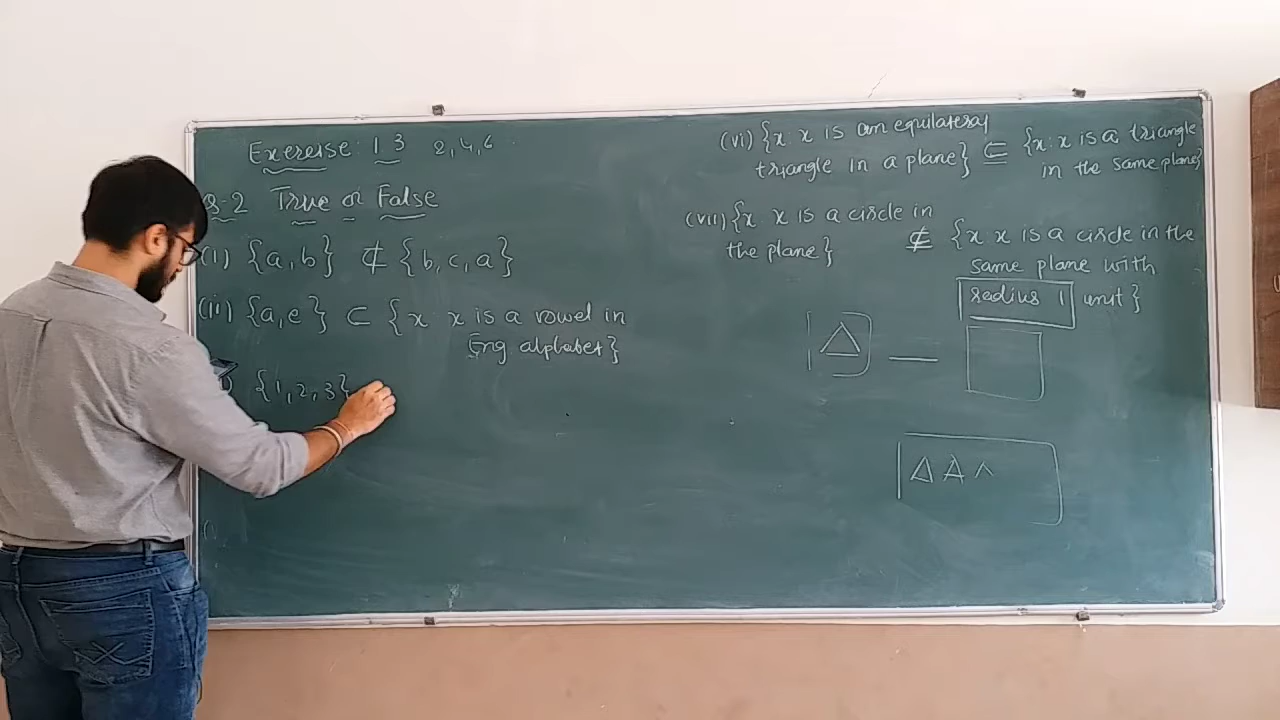 Exercise 1 3 2,4,6
Q-2 True or False
(i) {a,b} ⊄ {b,c,a}
(ii) {a,e} ⊂ {x x is a vowel in
Eng alphabet}
{1,2,3}
(vi) {x x is an equilateral
triangle in a plane} ⊆ {x: x is a triangle
in the same plane}
(vii) {x x is a circle in
the plane} ⊈ {x x is a circle in the
same plane with
radius 1 unit}